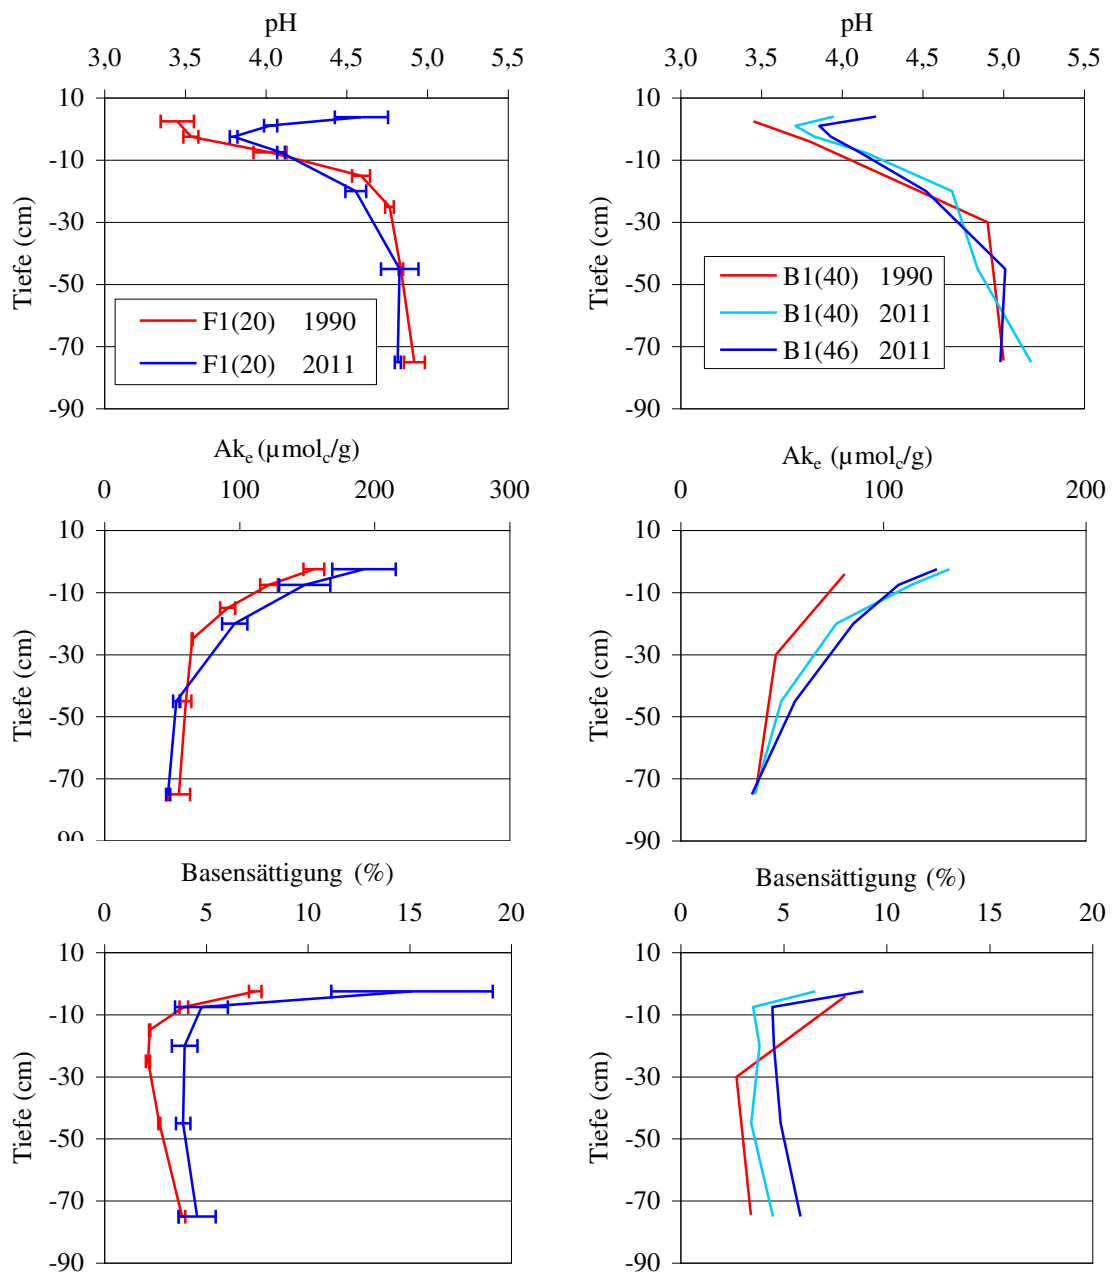 pH
3,0 3,5 4,0 4,5 5,0 5,5
10
-10
-30
-50
-70
-90
Tiefe (cm)
F1(20) 1990
F1(20) 2011
pH
3,0 3,5 4,0 4,5 5,0 5,5
10
-10
-30
-50
-70
-90
Tiefe (cm)
B1(40) 1990
B1(40) 2011
B1(46) 2011
Ake (µmolc/g)
0 100 200 300
10
-10
-30
-50
-70
-90
Tiefe (cm)
Ake (µmolc/g)
0 100 200
10
-10
-30
-50
-70
-90
Tiefe (cm)
Basensättigung (%)
0 5 10 15 20
10
-10
-30
-50
-70
-90
Tiefe (cm)
Basensättigung (%)
0 5 10 15 20
10
-10
-30
-50
-70
-90
Tiefe (cm)